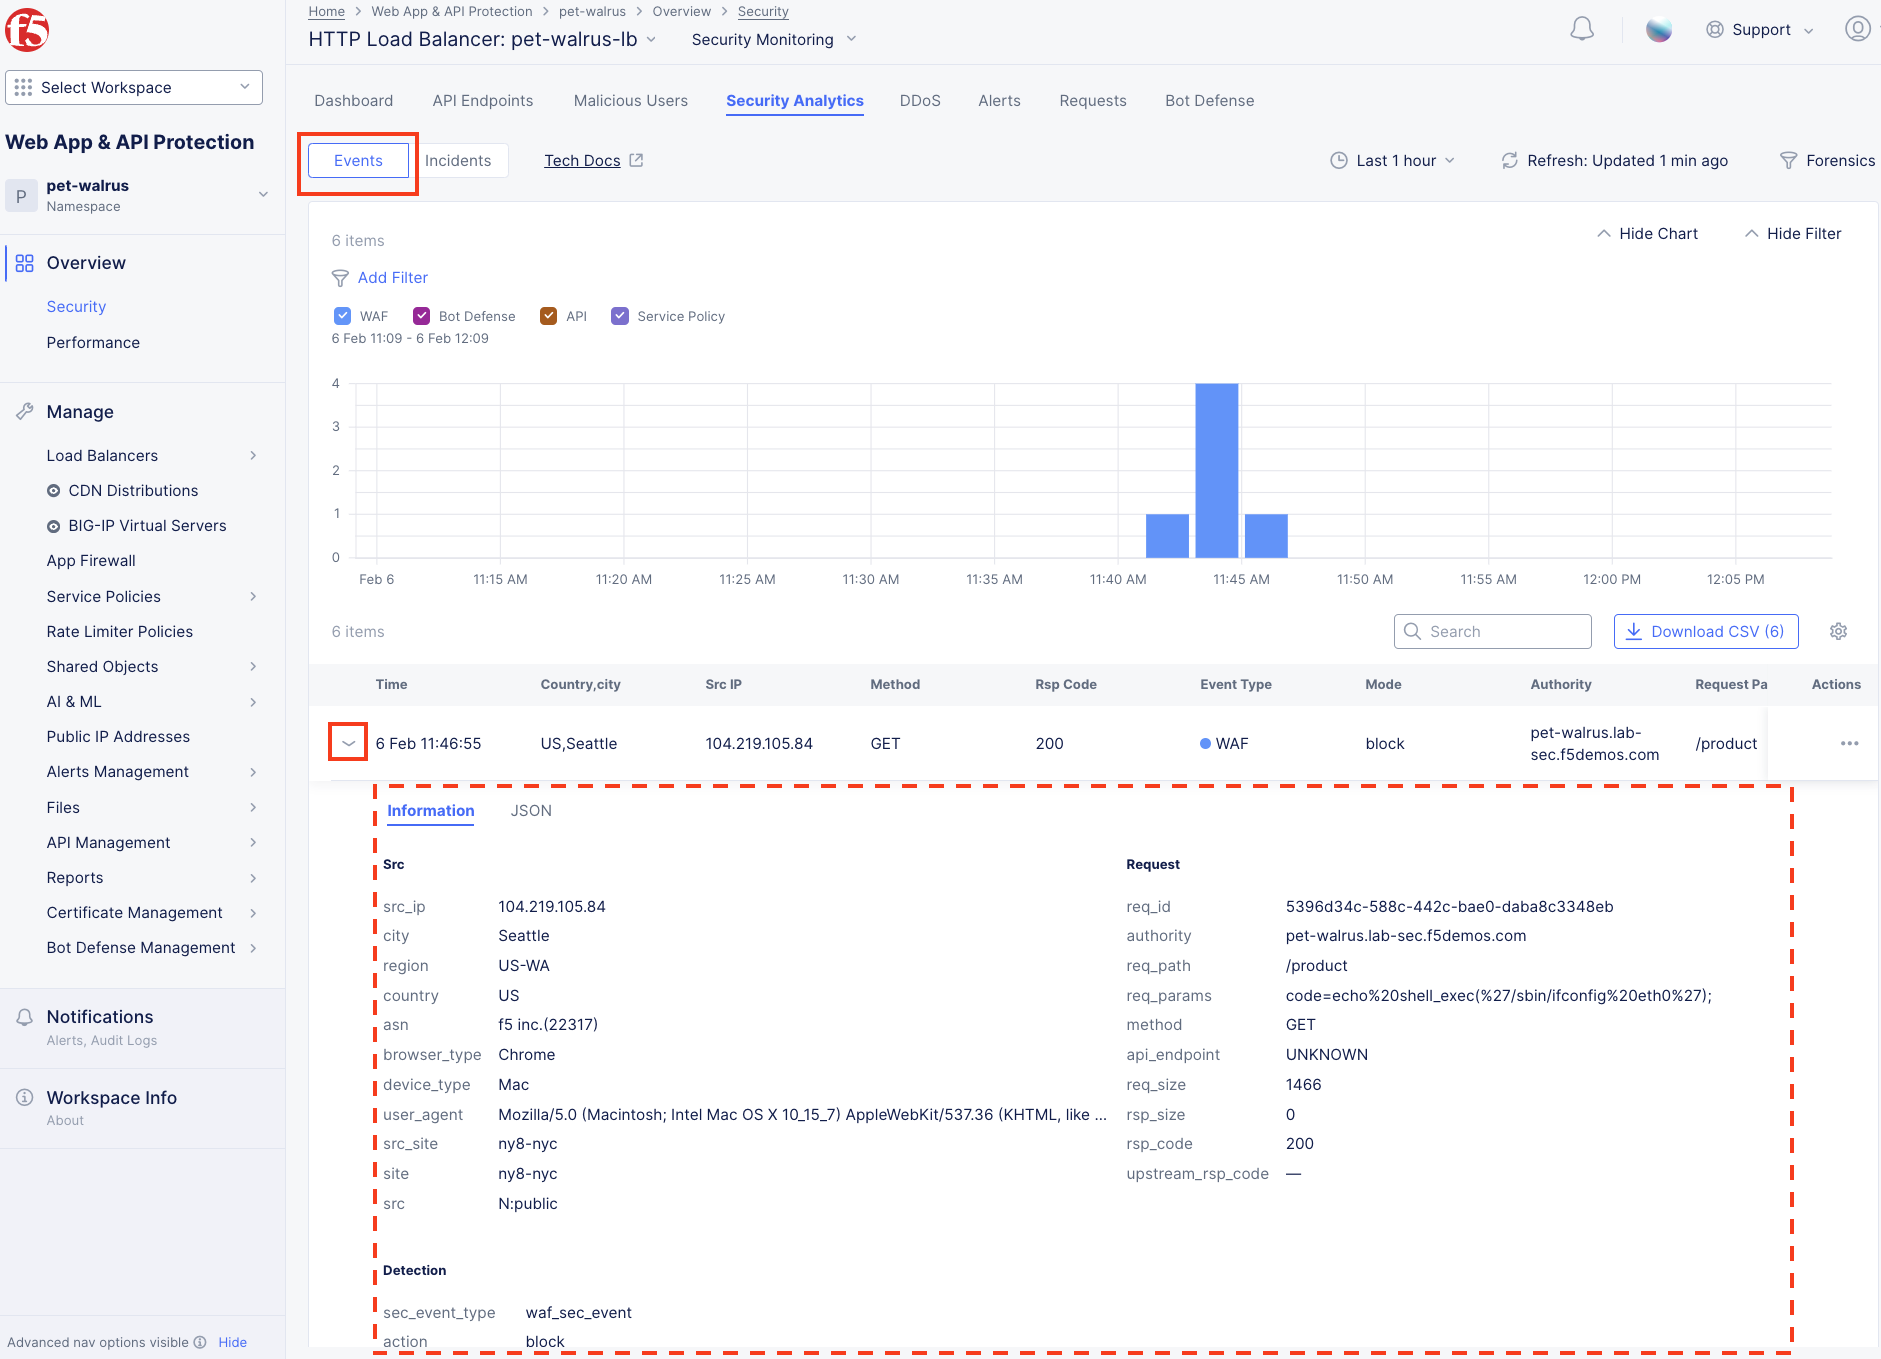 f5
Home > Web App & API Protection > pet-walrus > Overview > Security
HTTP Load Balancer: pet-walrus-lb
Security Monitoring
Support
Select Workspace
Web App & API Protection
P
pet-walrus
Namespace
Overview
Security
Performance
Manage
Load Balancers
CDN Distributions
BIG-IP Virtual Servers
App Firewall
Service Policies
Rate Limiter Policies
Shared Objects
AI & ML
Public IP Addresses
Alerts Management
Files
API Management
Reports
Certificate Management
Bot Defense Management
Notifications
Alerts, Audit Logs
Workspace Info
About
Advanced nav options visible Hide
Dashboard API Endpoints Malicious Users Security Analytics DDoS Alerts Requests Bot Defense
Events Incidents Tech Docs Last 1 hour Refresh: Updated 1 min ago Forensics
6 items
Hide Chart Hide Filter
Add Filter
WAF Bot Defense API Service Policy
6 Feb 11:09 - 6 Feb 12:09
4
3
2
1
0
Feb 6 11:15 AM 11:20 AM 11:25 AM 11:30 AM 11:35 AM 11:40 AM 11:45 AM 11:50 AM 11:55 AM 12:00 PM 12:05 PM
6 items
Search
Download CSV (6)
Time Country,city Src IP Method Rsp Code Event Type Mode Authority Request Pa Actions
6 Feb 11:46:55 US,Seattle 104.219.105.84 GET 200 WAF block pet-walrus.lab-sec.f5demos.com /product
Information JSON
Src
src_ip 104.219.105.84
city Seattle
region US-WA
country US
asn f5 inc.(22317)
browser_type Chrome
device_type Mac
user_agent Mozilla/5.0 (Macintosh; Intel Mac OS X 10_15_7) AppleWebKit/537.36 (KHTML, like ...
src_site ny8-nyc
site ny8-nyc
src N:public
Request
req_id 5396d34c-588c-442c-bae0-daba8c3348eb
authority pet-walrus.lab-sec.f5demos.com
req_path /product
req_params code=echo%20shell_exec(%27/sbin/ifconfig%20eth0%27);
method GET
api_endpoint UNKNOWN
req_size 1466
rsp_size 0
rsp_code 200
upstream_rsp_code —
Detection
sec_event_type waf_sec_event
action block